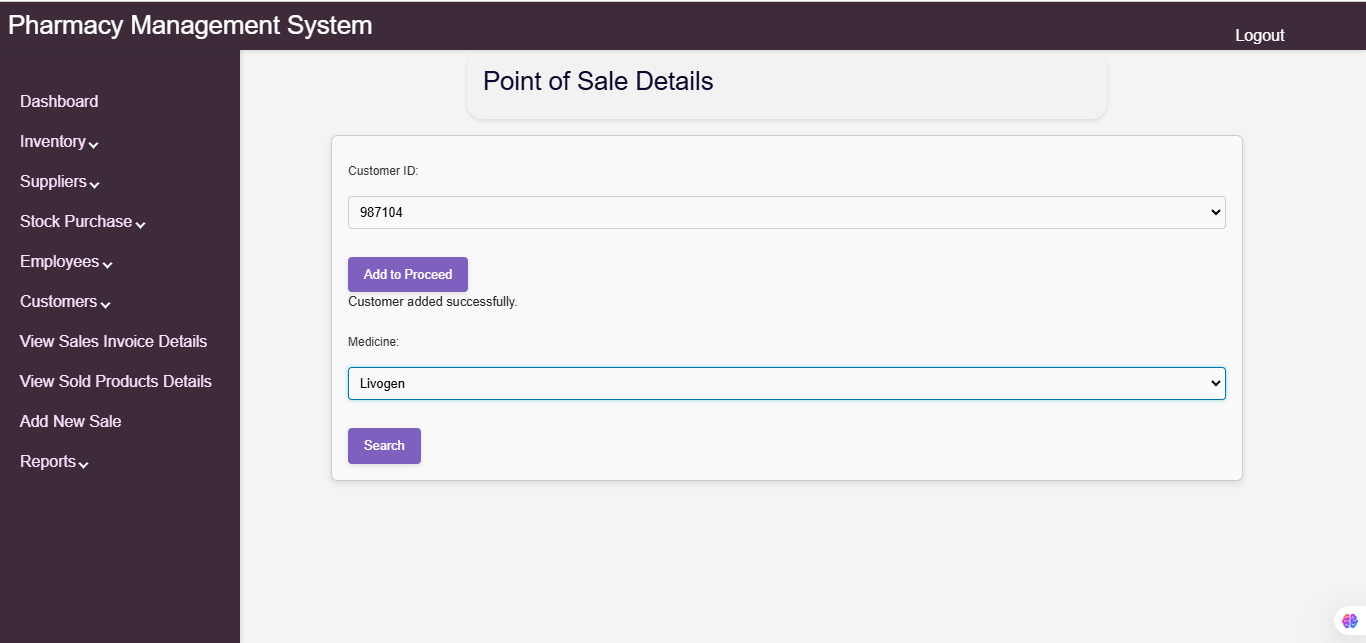 Pharmacy Management System
Logout
Dashboard
Inventory
Suppliers
Stock Purchase
Employees
Customers
View Sales Invoice Details
View Sold Products Details
Add New Sale
Reports
Point of Sale Details
Customer ID:
987104
Add to Proceed
Customer added successfully.
Medicine:
Livogen
Search